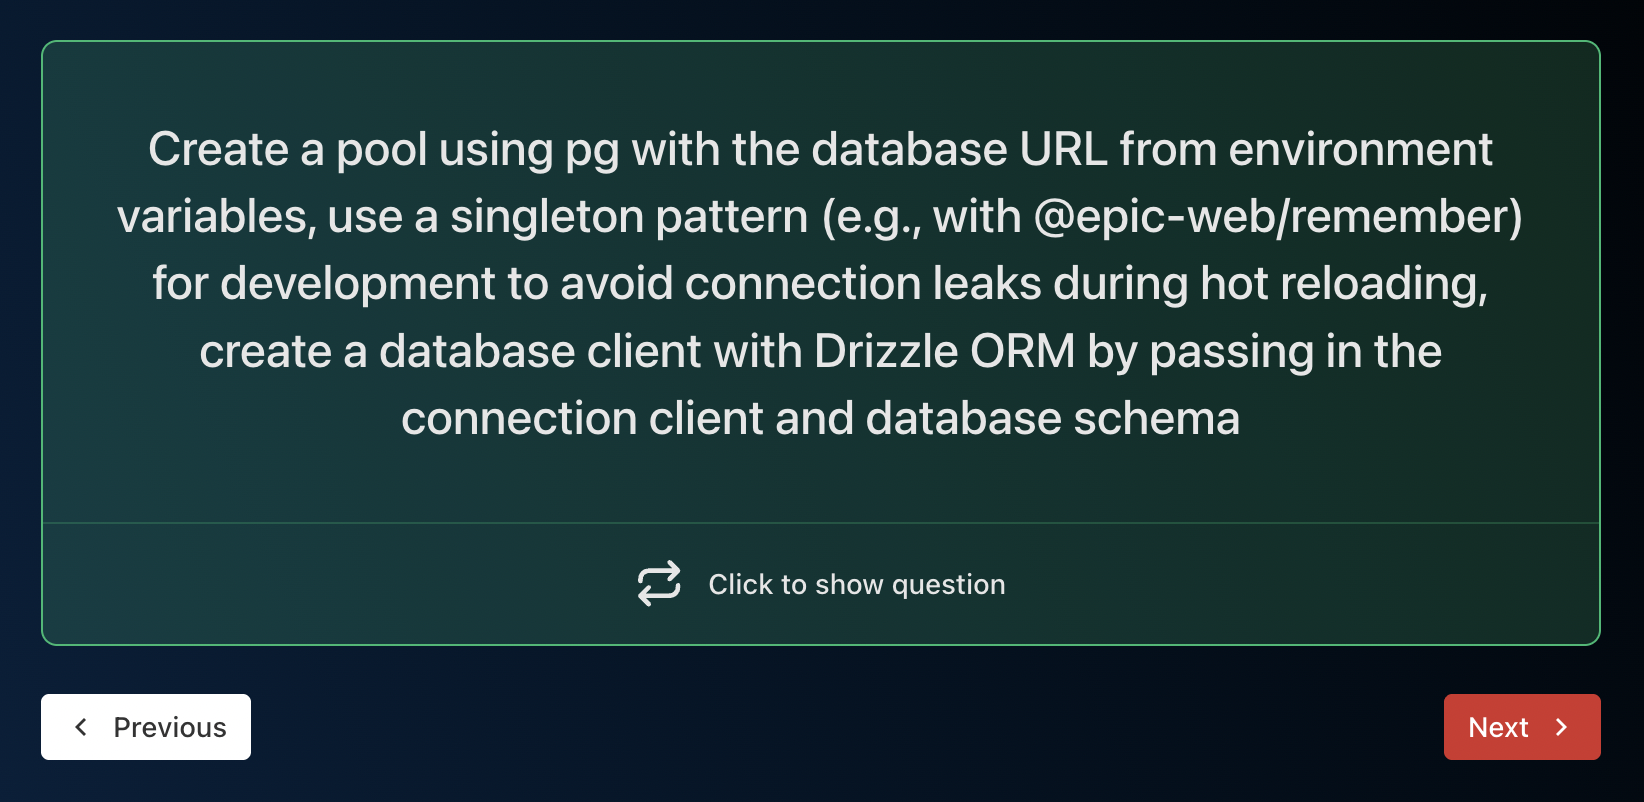 Create a pool using pg with the database URL from environment
variables, use a singleton pattern (e.g., with @epic-web/remember)
for development to avoid connection leaks during hot reloading,
create a database client with Drizzle ORM by passing in the
connection client and database schema
Click to show question
Previous
Next